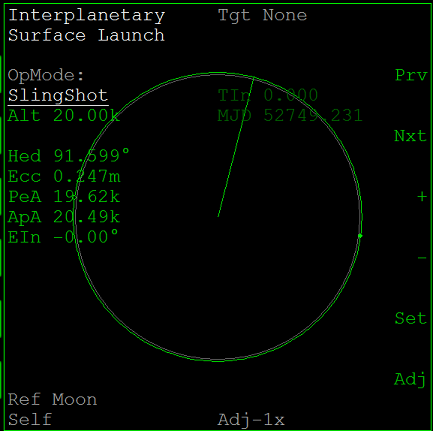 Interplanetary Tgt None
Surface Launch
OpMode: Prv
SlingShot TIn 0.000
Alt 20.00k MJD 52749.231
Nxt
Hed 91.599°
Ecc 0.247m
PeA 19.62k +
ApA 20.49k
EIn -0.00°
-
Set
Adj
Ref Moon
Self Adj-1x